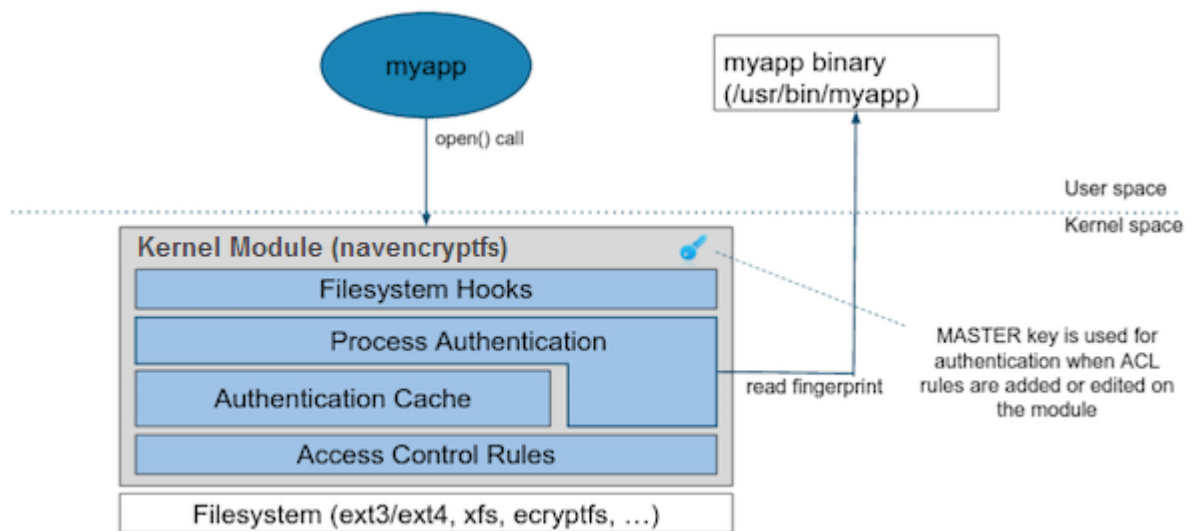 myapp
myapp binary
(/usr/bin/myapp)
open() call
User space
Kernel space
Kernel Module (navencryptfs)
Filesystem Hooks
Process Authentication
Authentication Cache
Access Control Rules
read fingerprint
MASTER key is used for
authentication when ACL
rules are added or edited on
the module
Filesystem (ext3/ext4, xfs, ecryptfs, ...)